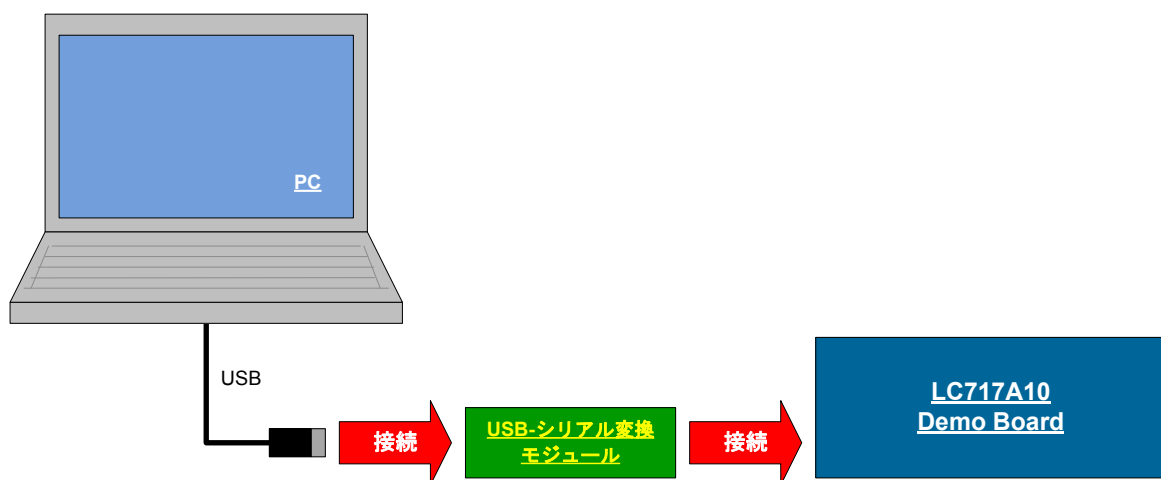 PC
USB
接続
USB-シリアル変換
モジュール
接続
LC717A10
Demo Board